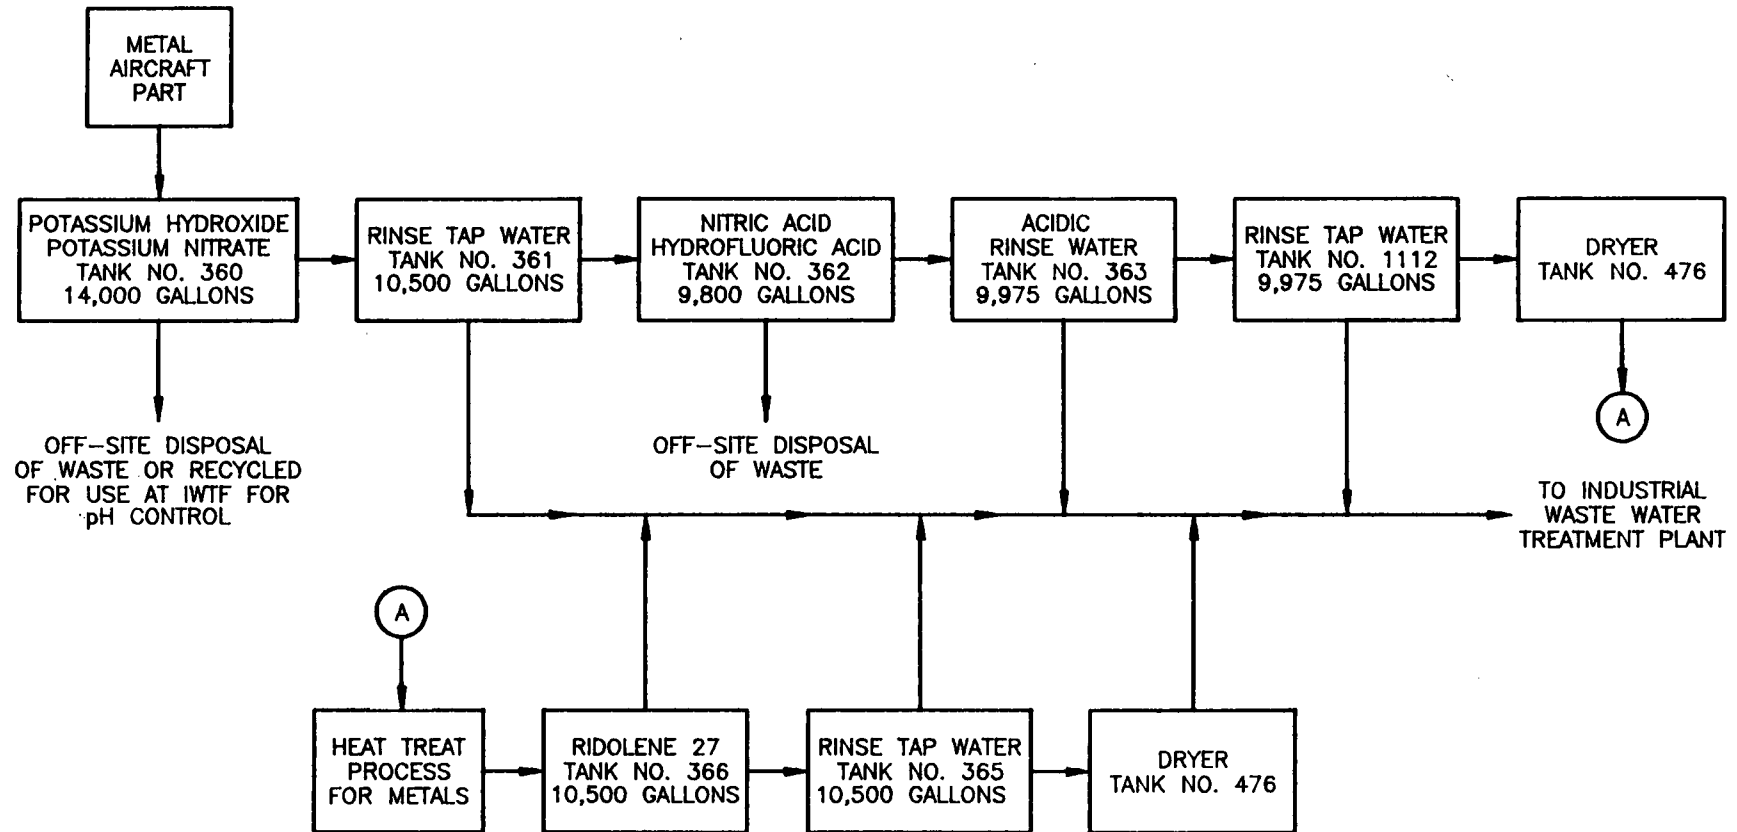 METAL
AIRCRAFT
PART
POTASSIUM HYDROXIDE
POTASSIUM NITRATE
TANK NO. 360
14,000 GALLONS
RINSE TAP WATER
TANK NO. 361
10,500 GALLONS
NITRIC ACID
HYDROFLUORIC ACID
TANK NO. 362
9,800 GALLONS
ACIDIC
RINSE WATER
TANK NO. 363
9,975 GALLONS
RINSE TAP WATER
TANK NO. 1112
9,975 GALLONS
DRYER
TANK NO. 476
A
OFF-SITE DISPOSAL
OF WASTE OR RECYCLED
FOR USE AT IWTF FOR
pH CONTROL
OFF-SITE DISPOSAL
OF WASTE
TO INDUSTRIAL
WASTE WATER
TREATMENT PLANT
A
HEAT TREAT
PROCESS
FOR METALS
RIDOLENE 27
TANK NO. 366
10,500 GALLONS
RINSE TAP WATER
TANK NO. 365
10,500 GALLONS
DRYER
TANK NO. 476